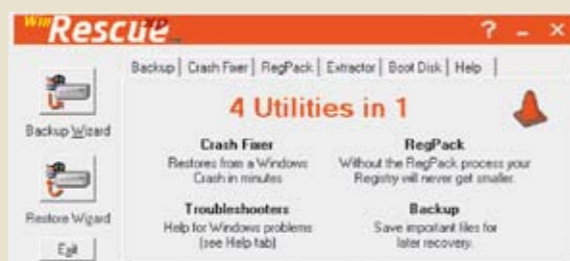 WinRescueXP
? - ×
Backup | Crash Fixer | RegPack | Extractor | Boot Disk | Help |
4 Utilities in 1
Backup Wizard
Crash Fixer
Restores from a Windows
Crash in minutes
RegPack
Without the RegPack process your
Registry will never get smaller.
Restore Wizard
Troubleshooters
Help for Windows problems
(see Help tab)
Backup
Save important files for
later recovery.
Exit